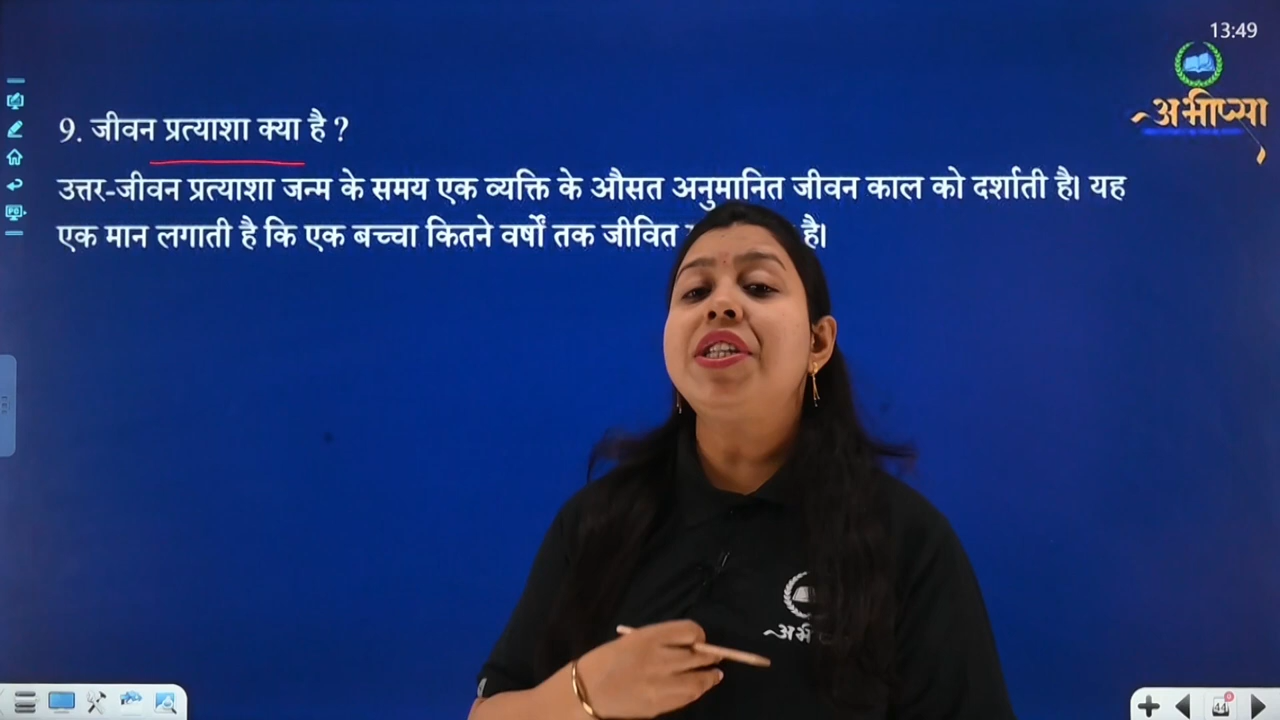 13:49
अभीप्सा
9. जीवन प्रत्याशा क्या है ?
उत्तर-जीवन प्रत्याशा जन्म के समय एक व्यक्ति के औसत अनुमानित जीवन काल को दर्शाती है। यह
एक मान लगाती है कि एक बच्चा कितने वर्षों तक जीवित है।
44